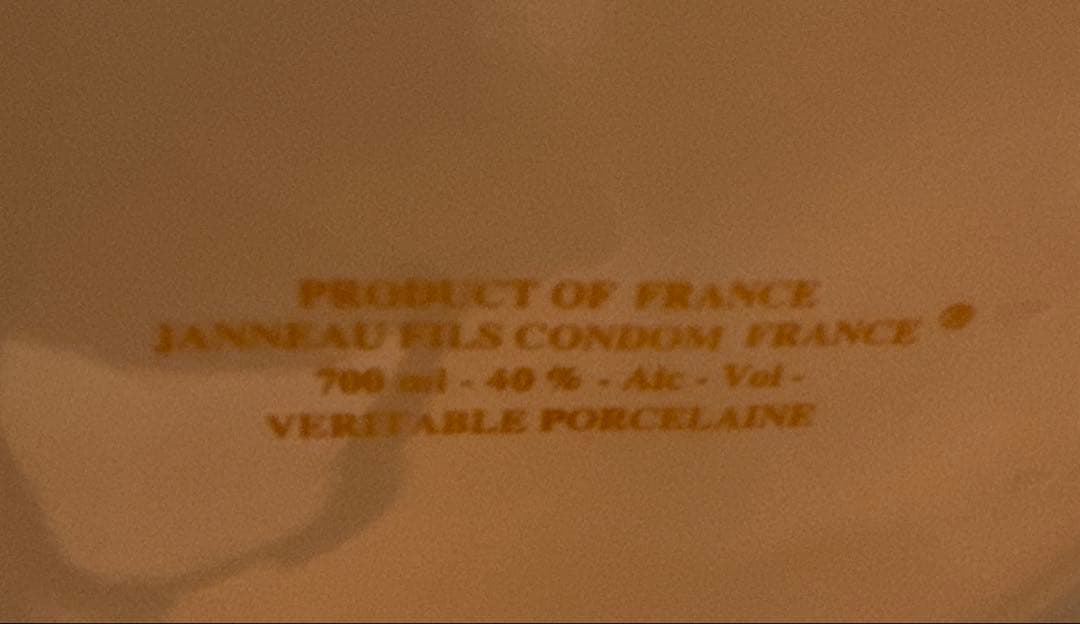 PRODUCT OF FRANCE
JANNEAU FILS CONDOM FRANCE ®
700 ml - 40 % - Alc - Vol -
VERITABLE PORCELAINE